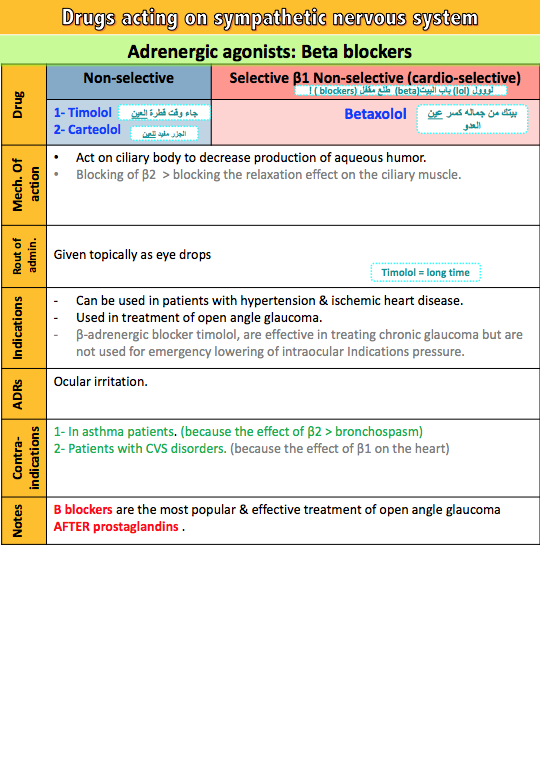 Drugs acting on sympathetic nervous system
Adrenergic agonists: Beta blockers
Drug
Non-selective
Selective β1 Non-selective (cardio-selective)
لووول (lol) باب البيت(beta) طلع مقفل (blockers ) !
1- Timolol
جاء وقت قطرة العين
2- Carteolol
الجزر مفيد للعين
Betaxolol
بيتك من جماله كسر عين
العدو
Mech. Of
action
• Act on ciliary body to decrease production of aqueous humor.
• Blocking of β2 > blocking the relaxation effect on the ciliary muscle.
Rout of
admin.
Given topically as eye drops
Timolol = long time
Indications
- Can be used in patients with hypertension & ischemic heart disease.
- Used in treatment of open angle glaucoma.
- β-adrenergic blocker timolol, are effective in treating chronic glaucoma but are
not used for emergency lowering of intraocular Indications pressure.
ADRs
Ocular irritation.
Contra-
indications
1- In asthma patients. (because the effect of β2 > bronchospasm)
2- Patients with CVS disorders. (because the effect of β1 on the heart)
Notes
B blockers are the most popular & effective treatment of open angle glaucoma
AFTER prostaglandins .